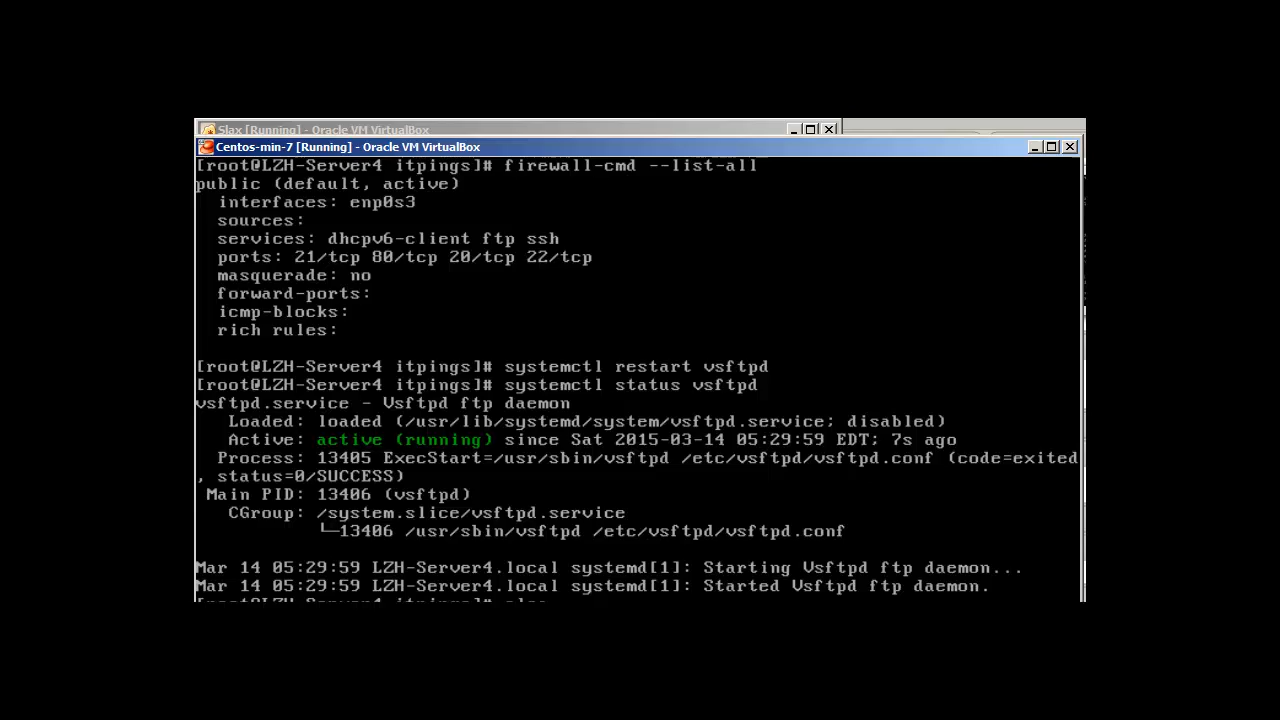 Slax [Running] - Oracle VM VirtualBox
Centos-min-7 [Running] - Oracle VM VirtualBox
[root@LZH-Server4 itpings]# firewall-cmd --list-all
public (default, active)
interfaces: enp0s3
sources:
services: dhcpv6-client ftp ssh
ports: 21/tcp 80/tcp 20/tcp 22/tcp
masquerade: no
forward-ports:
icmp-blocks:
rich rules:
[root@LZH-Server4 itpings]# systemctl restart vsftpd
[root@LZH-Server4 itpings]# systemctl status vsftpd
vsftpd.service - Vsftpd ftp daemon
Loaded: loaded (/usr/lib/systemd/system/vsftpd.service; disabled)
Active: active (running) since Sat 2015-03-14 05:29:59 EDT; 7s ago
Process: 13405 ExecStart=/usr/sbin/vsftpd /etc/vsftpd/vsftpd.conf (code=exited
, status=0/SUCCESS)
Main PID: 13406 (vsftpd)
CGroup: /system.slice/vsftpd.service
└─13406 /usr/sbin/vsftpd /etc/vsftpd/vsftpd.conf
Mar 14 05:29:59 LZH-Server4.local systemd[1]: Starting Vsftpd ftp daemon...
Mar 14 05:29:59 LZH-Server4.local systemd[1]: Started Vsftpd ftp daemon.
[root@LZH-Server4 itpings]#